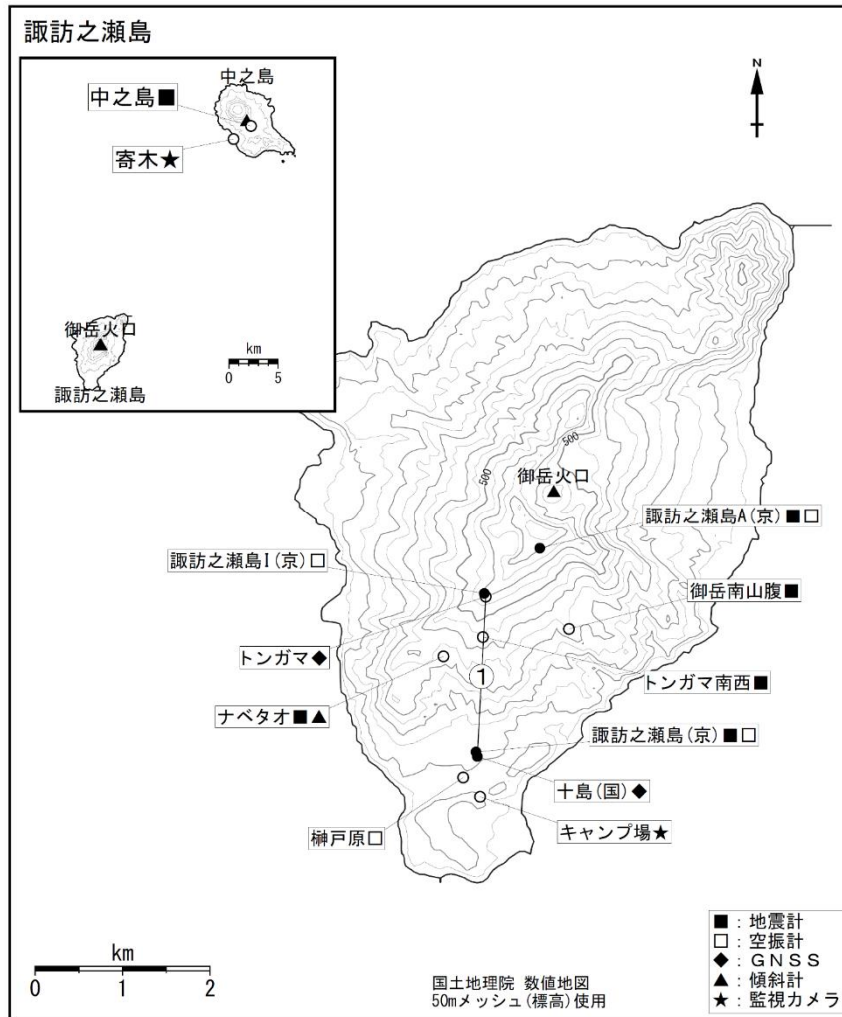 諏訪之瀬島
中之島
中之島■
寄木★
御岳火口
諏訪之瀬島
km
0 5
N
500
500
御岳火口
諏訪之瀬島A(京)■□
諏訪之瀬島I(京)□
御岳南山腹■
トンガマ◆
トンガマ南西■
①
ナベタオ■▲
諏訪之瀬島(京)■□
十島(国)◆
榊戸原□
キャンプ場★
km
0 1 2
国土地理院 数値地図
50mメッシュ(標高)使用
■:地震計
□:空振計
◆:GNSS
▲:傾斜計
★:監視カメラ